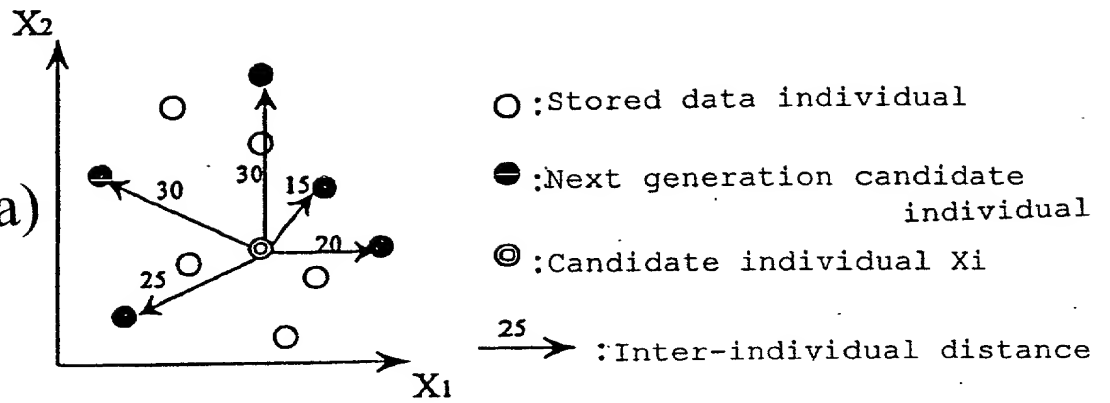 X2
a)
30
30
15
20
25
X1
:Stored data individual
:Next generation candidate
individual
:Candidate individual Xi
25
:Inter-individual distance